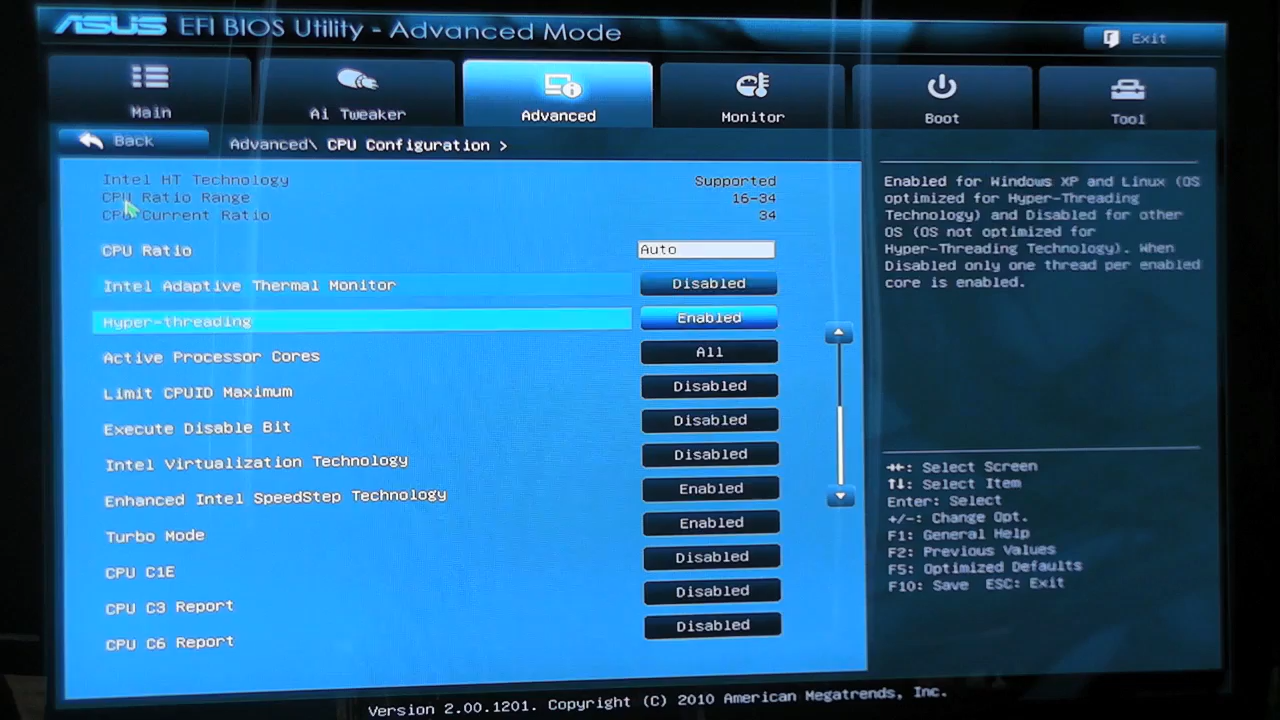 ASUS EFI BIOS Utility - Advanced Mode
Exit
Main
Ai Tweaker
Advanced
Monitor
Boot
Tool
Back
Advanced\ CPU Configuration >
Intel HT Technology Supported
CPU Ratio Range 16-34
CPU Current Ratio 34
CPU Ratio Auto
Intel Adaptive Thermal Monitor Disabled
Hyper-threading Enabled
Active Processor Cores All
Limit CPUID Maximum Disabled
Execute Disable Bit Disabled
Intel Virtualization Technology Disabled
Enhanced Intel SpeedStep Technology Enabled
Turbo Mode Enabled
CPU C1E Disabled
CPU C3 Report Disabled
CPU C6 Report Disabled
Enabled for Windows XP and Linux (OS
optimized for Hyper-Threading
Technology) and Disabled for other
OS (OS not optimized for
Hyper-Threading Technology). When
Disabled only one thread per enabled
core is enabled.
→←: Select Screen
↑↓: Select Item
Enter: Select
+/-: Change Opt.
F1: General Help
F2: Previous Values
F5: Optimized Defaults
F10: Save ESC: Exit
Version 2.00.1201. Copyright (C) 2010 American Megatrends, Inc.